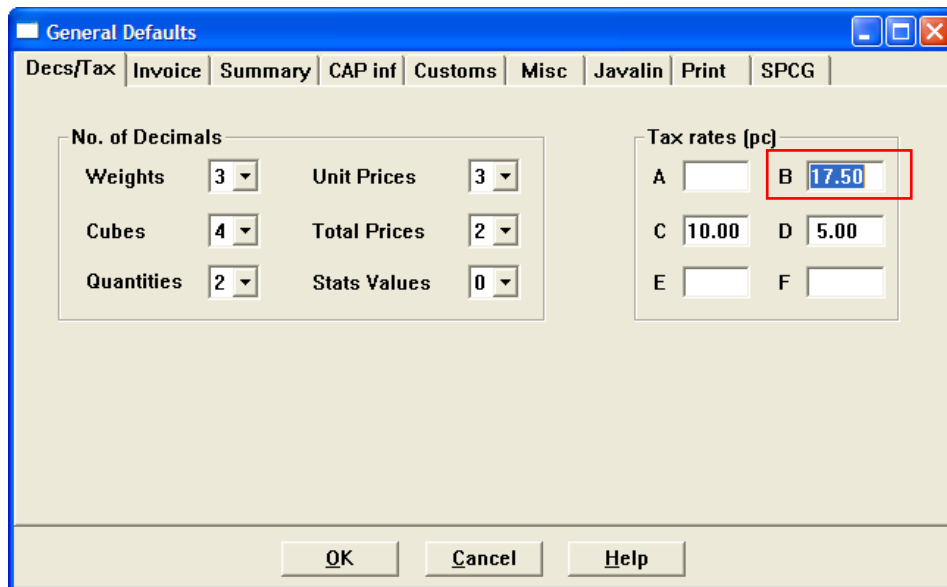 General Defaults
Decs/Tax Invoice Summary CAP inf Customs Misc Javalin Print SPCG
No. of Decimals Tax rates (pc)
Weights 3 Unit Prices 3 A B 17.50
Cubes 4 Total Prices 2 C 10.00 D 5.00
Quantities 2 Stats Values 0 E F
OK Cancel Help